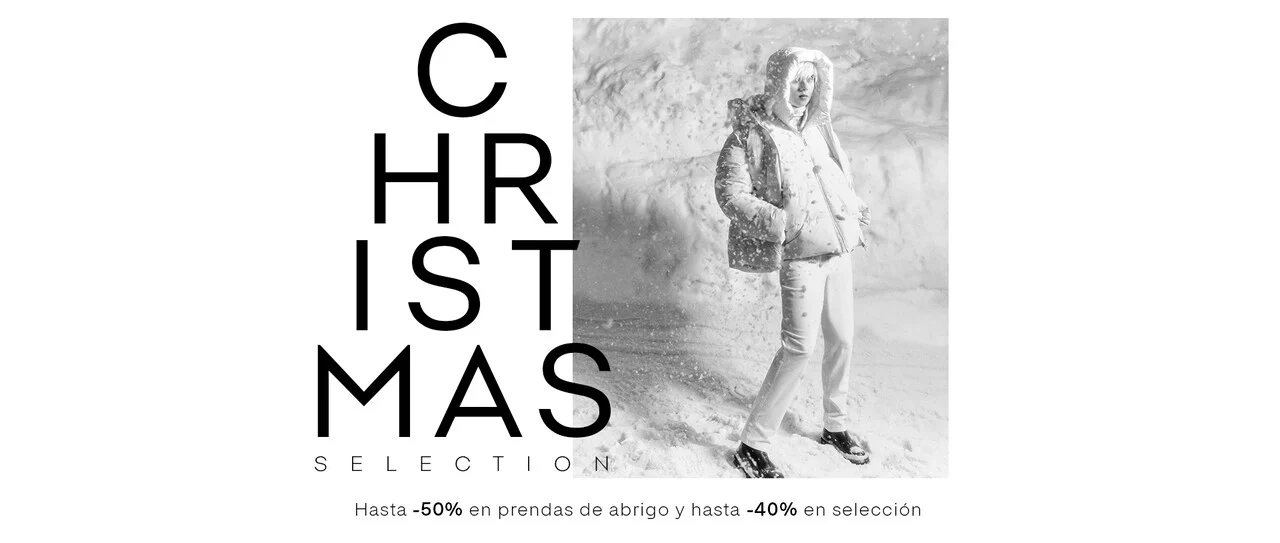 C
HR
IST
MAS
SELECTION
Hasta -50% en prendas de abrigo y hasta -40% en selección